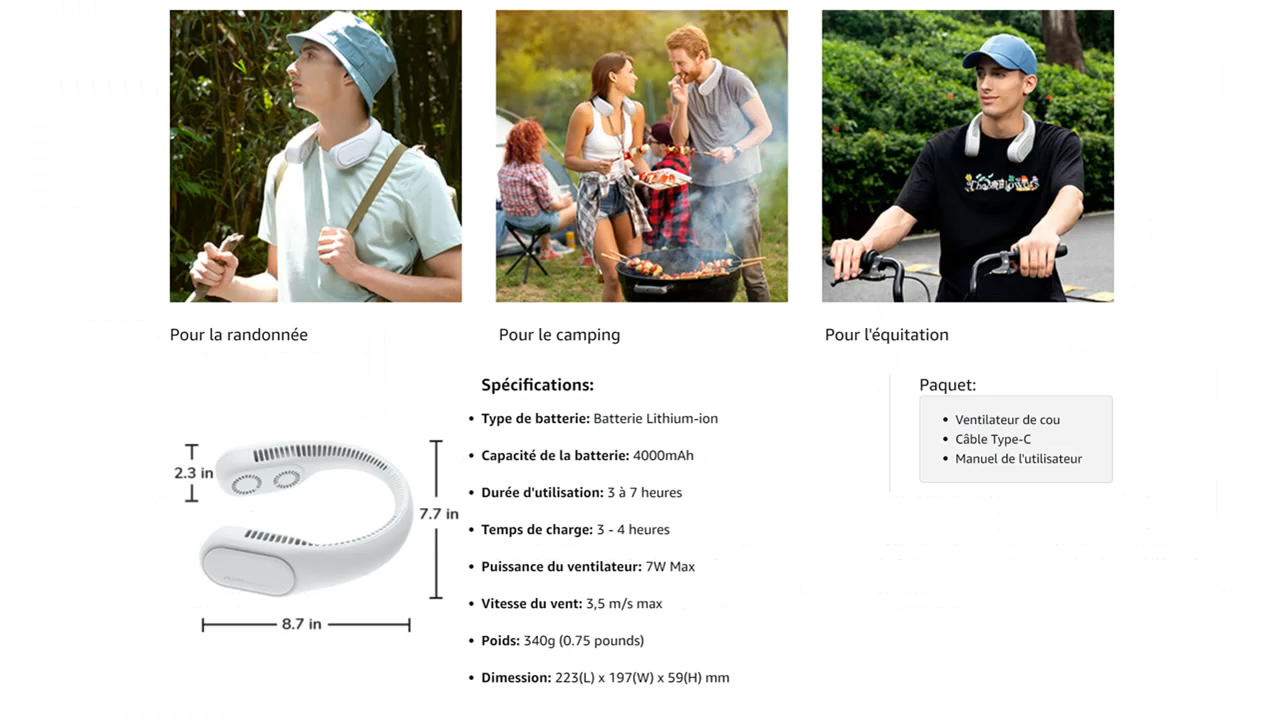 Pour la randonnée
Pour le camping
Pour l'équitation
Spécifications:
• Type de batterie: Batterie Lithium-ion
• Capacité de la batterie: 4000mAh
• Durée d'utilisation: 3 à 7 heures
• Temps de charge: 3 - 4 heures
• Puissance du ventilateur: 7W Max
• Vitesse du vent: 3,5 m/s max
• Poids: 340g (0.75 pounds)
• Dimession: 223(L) x 197(W) x 59(H) mm
Paquet:
• Ventilateur de cou
• Câble Type-C
• Manuel de l'utilisateur
2.3 in
7.7 in
8.7 in